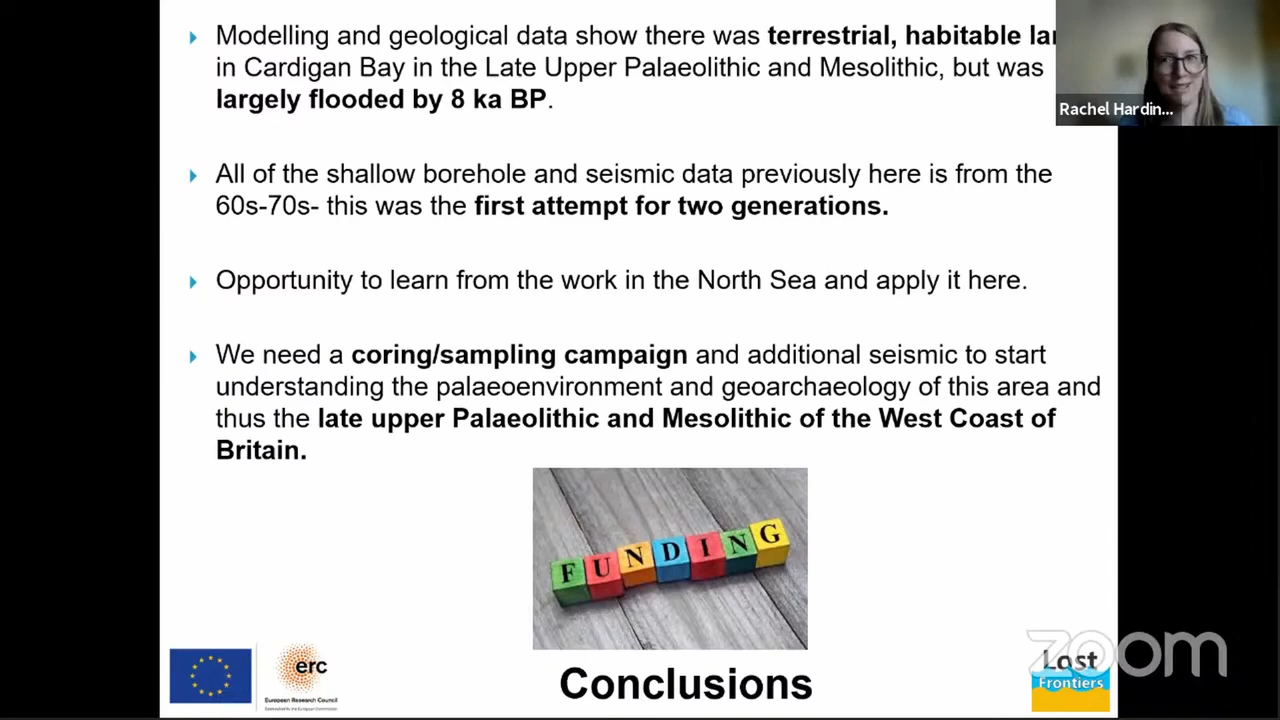 Modelling and geological data show there was terrestrial, habitable
in Cardigan Bay in the Late Upper Palaeolithic and Mesolithic, but was
largely flooded by 8 ka BP.
All of the shallow borehole and seismic data previously here is from the
60s-70s- this was the first attempt for two generations.
Opportunity to learn from the work in the North Sea and apply it here.
We need a coring/sampling campaign and additional seismic to start
understanding the palaeoenvironment and geoarchaeology of this area and
thus the late upper Palaeolithic and Mesolithic of the West Coast of
Britain.
FUNDING
Conclusions
erc
European Research Council
Lost
Frontiers
zoom
Rachel Hardin...